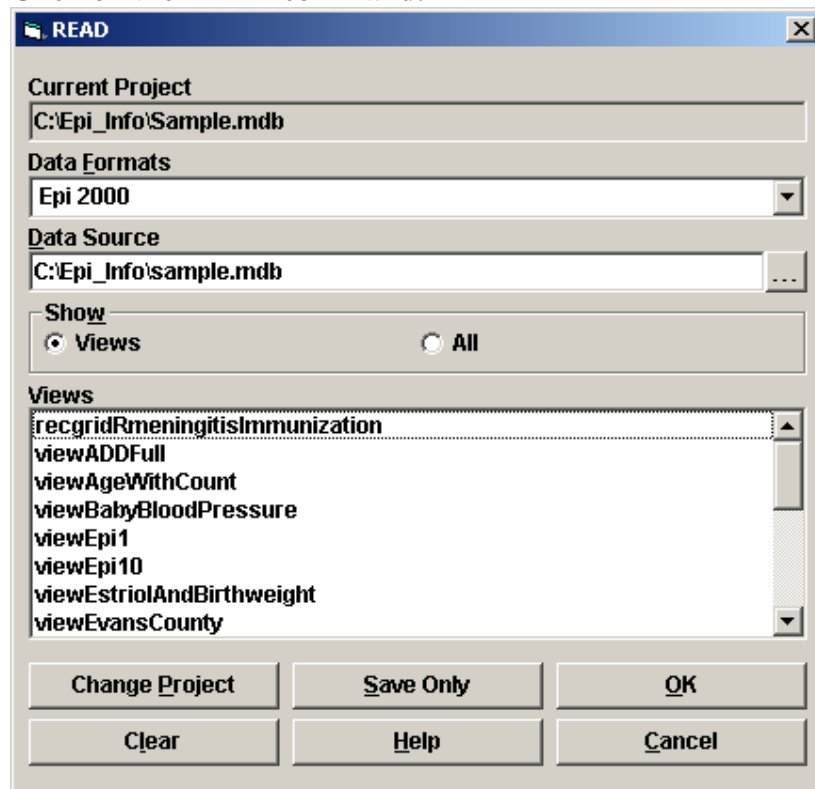 READ
Current Project
C:\Epi_Info\Sample.mdb
Data Formats
Epi 2000
Data Source
C:\Epi_Info\sample.mdb
...
Show
Views All
Views
recgridRmeningitisImmunization
viewADDFull
viewAgeWithCount
viewBabyBloodPressure
viewEpi1
viewEpi10
viewEstriolAndBirthweight
viewEvansCounty
Change Project Save Only OK
Clear Help Cancel